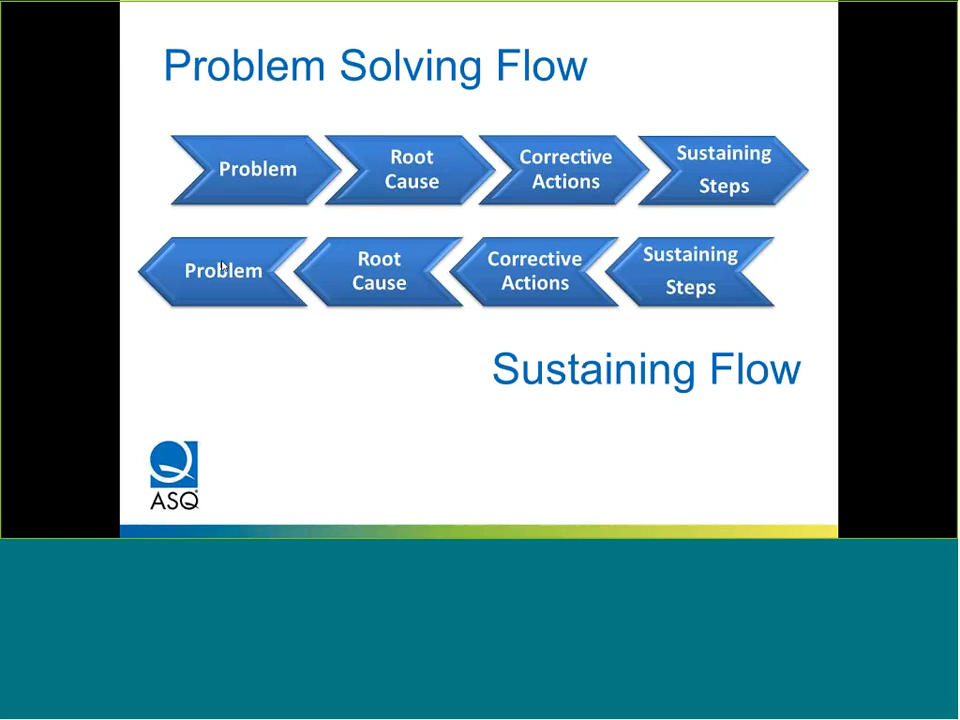 Problem Solving Flow
Problem
Root
Cause
Corrective
Actions
Sustaining
Steps
Problem
Root
Cause
Corrective
Actions
Sustaining
Steps
Sustaining Flow
ASQ